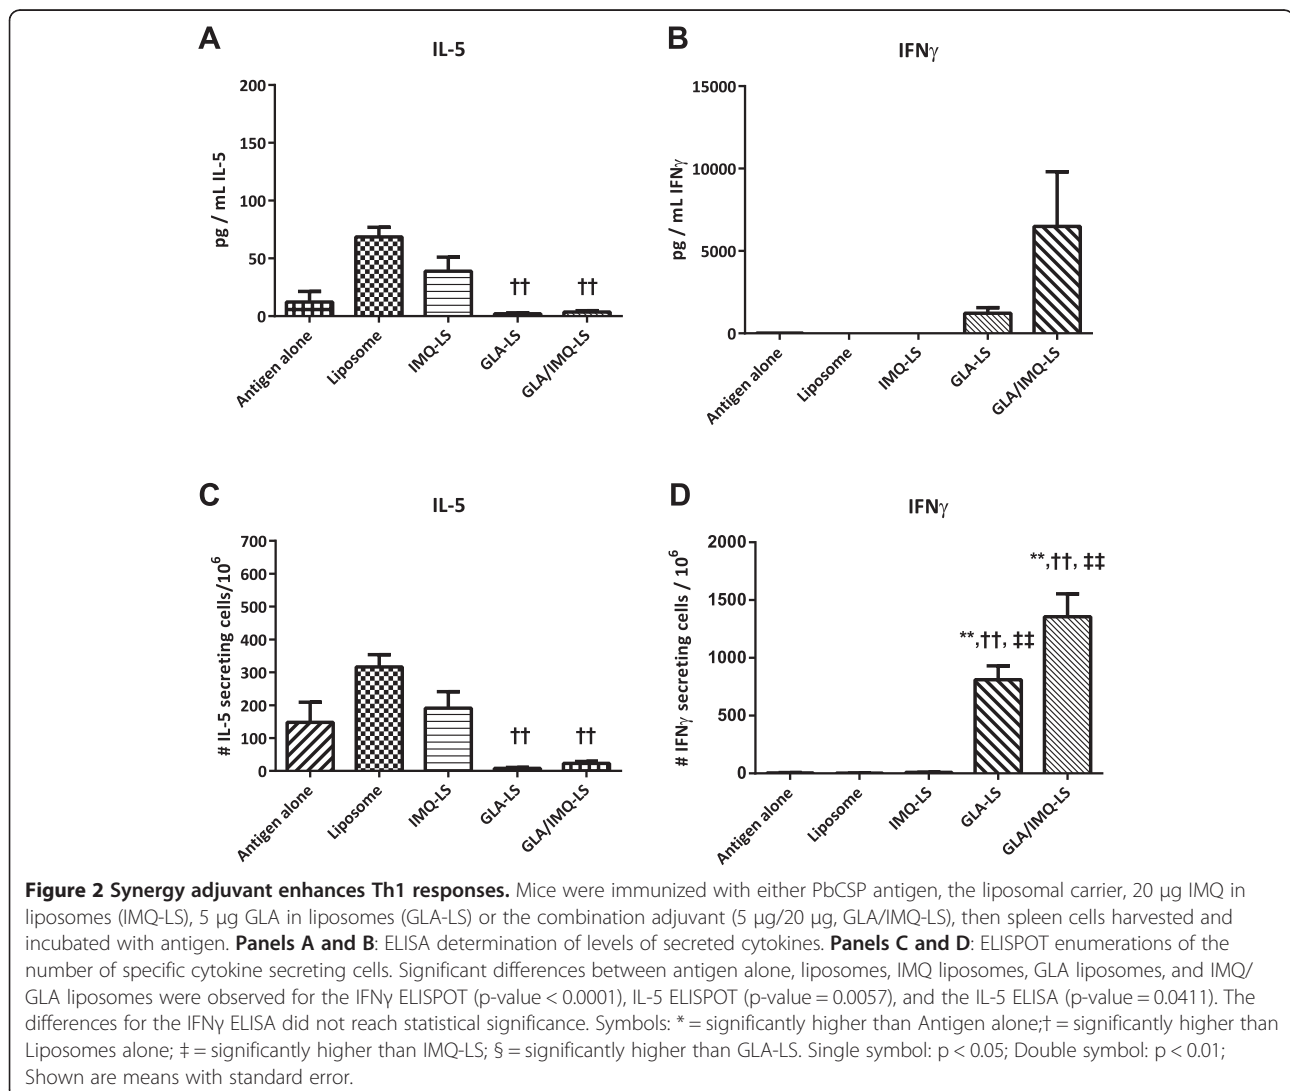 A
IL-5
pg / mL IL-5
200
150
100
50
0
††
††
Antigen alone
Liposome
IMQ-LS
GLA-LS
GLA/IMQ-LS
B
IFNγ
pg / mL IFNγ
15000
10000
5000
0
Antigen alone
Liposome
IMQ-LS
GLA-LS
GLA/IMQ-LS
C
IL-5
# IL-5 secreting cells/10⁶
700
600
500
400
300
200
100
0
††
††
Antigen alone
Liposome
IMQ-LS
GLA-LS
GLA/IMQ-LS
D
IFNγ
# IFNγ secreting cells / 10⁶
2000
1500
1000
500
0
**,††, ‡‡
**,††, ‡‡
Antigen alone
Liposome
IMQ-LS
GLA-LS
GLA/IMQ-LS
Figure 2 Synergy adjuvant enhances Th1 responses. Mice were immunized with either PbCSP antigen, the liposomal carrier, 20 μg IMQ in
liposomes (IMQ-LS), 5 μg GLA in liposomes (GLA-LS) or the combination adjuvant (5 μg/20 μg, GLA/IMQ-LS), then spleen cells harvested and
incubated with antigen. Panels A and B: ELISA determination of levels of secreted cytokines. Panels C and D: ELISPOT enumerations of the
number of specific cytokine secreting cells. Significant differences between antigen alone, liposomes, IMQ liposomes, GLA liposomes, and IMQ/
GLA liposomes were observed for the IFNγ ELISPOT (p-value < 0.0001), IL-5 ELISPOT (p-value = 0.0057), and the IL-5 ELISA (p-value = 0.0411). The
differences for the IFNγ ELISA did not reach statistical significance. Symbols: * = significantly higher than Antigen alone;† = significantly higher than
Liposomes alone; ‡ = significantly higher than IMQ-LS; § = significantly higher than GLA-LS. Single symbol: p < 0.05; Double symbol: p < 0.01;
Shown are means with standard error.